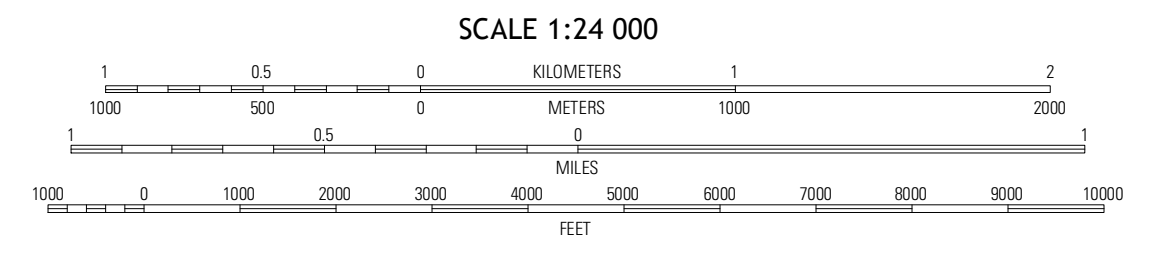 SCALE 1:24 000
1 0.5 0 KILOMETERS 1 2
1000 500 0 METERS 1000 2000
1 0.5 0 1
MILES
1000 0 1000 2000 3000 4000 5000 6000 7000 8000 9000 10000
FEET